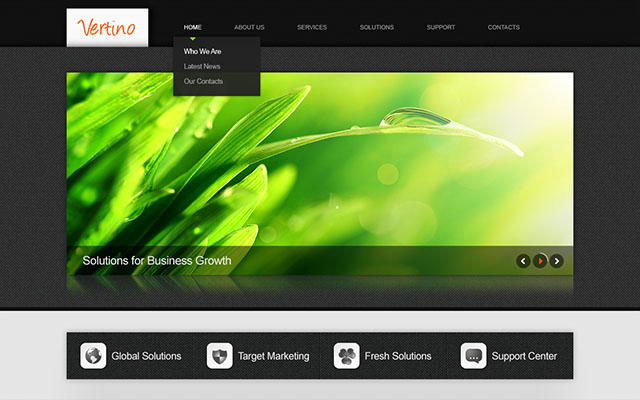 Vertino
HOME ABOUT US SERVICES SOLUTIONS SUPPORT CONTACTS
Who We Are
Latest News
Our Contacts
Solutions for Business Growth
Global Solutions Target Marketing Fresh Solutions Support Center